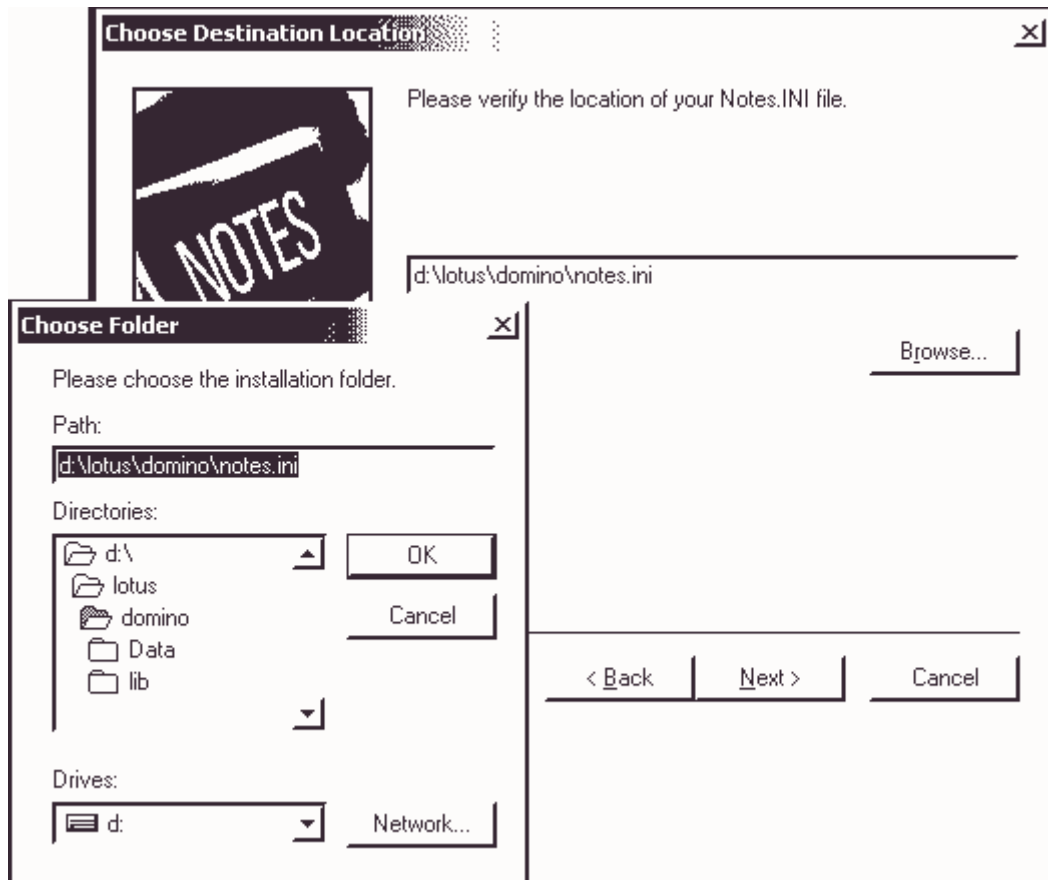 Choose Destination Location
Please verify the location of your Notes.INI file.
NOTES
d:\lotus\domino\notes.ini
Browse...
< Back
Next >
Cancel
Choose Folder
Please choose the installation folder.
Path:
d:\lotus\domino\notes.ini
Directories:
d:\
lotus
domino
Data
lib
OK
Cancel
Drives:
d:
Network...